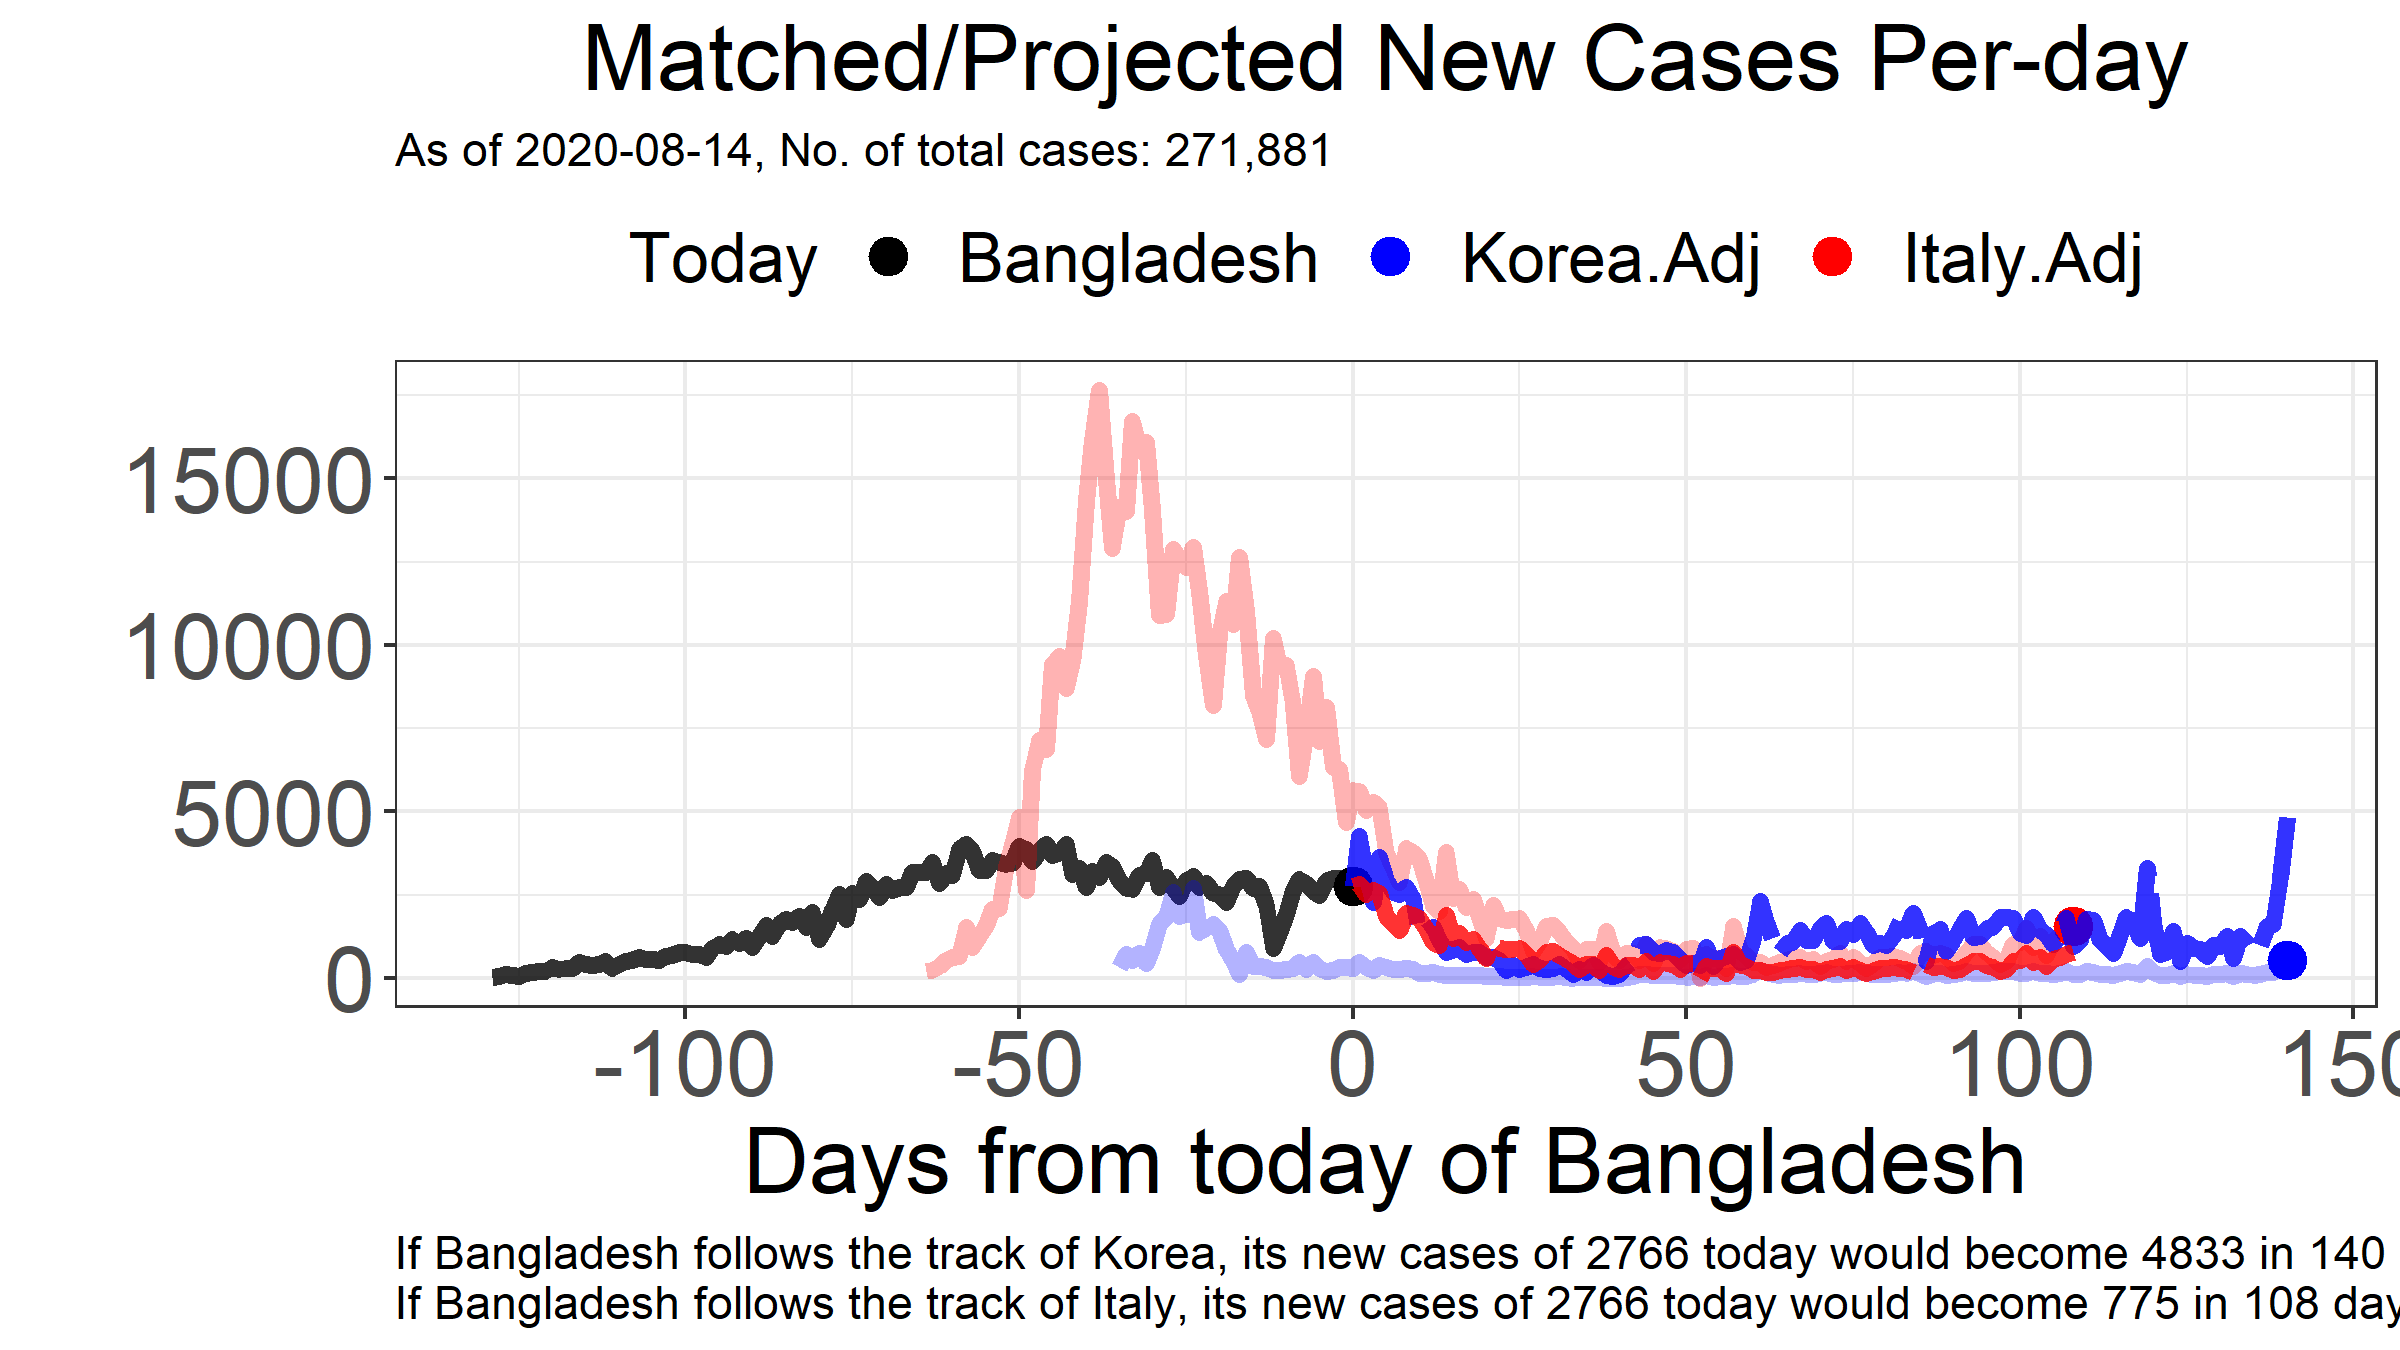 Matched/Projected New Cases Per-day
As of 2020-08-14, No. of total cases: 271,881
Today Bangladesh Korea.Adj Italy.Adj
15000
10000
5000
0
-100 -50 0 50 100 150
Days from today of Bangladesh
If Bangladesh follows the track of Korea, its new cases of 2766 today would become 4833 in 140
If Bangladesh follows the track of Italy, its new cases of 2766 today would become 775 in 108 day